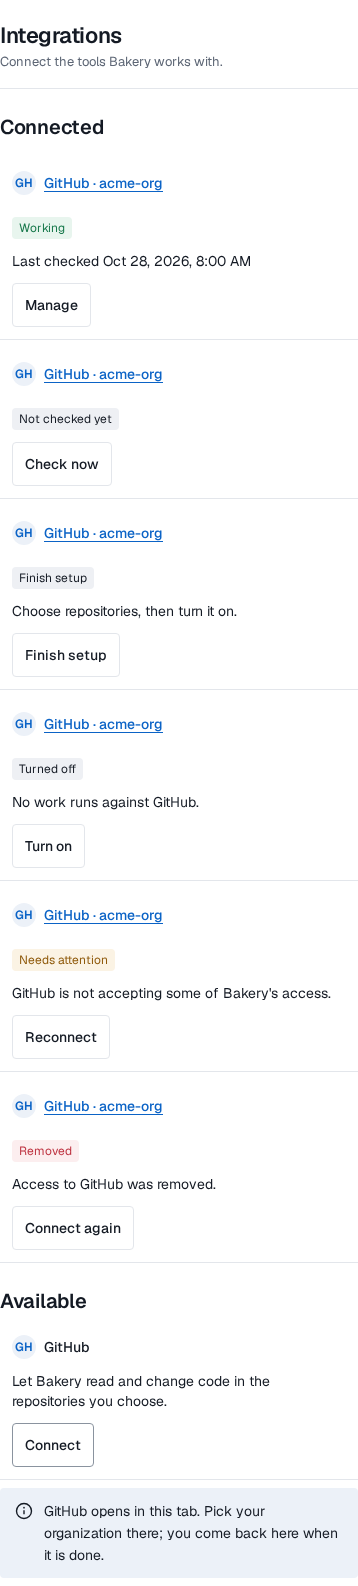 Integrations
Connect the tools Bakery works with.
Connected
GH GitHub · acme-org
Working
Last checked Oct 28, 2026, 8:00 AM
Manage
GH GitHub · acme-org
Not checked yet
Check now
GH GitHub · acme-org
Finish setup
Choose repositories, then turn it on.
Finish setup
GH GitHub · acme-org
Turned off
No work runs against GitHub.
Turn on
GH GitHub · acme-org
Needs attention
GitHub is not accepting some of Bakery's access.
Reconnect
GH GitHub · acme-org
Removed
Access to GitHub was removed.
Connect again
Available
GH GitHub
Let Bakery read and change code in the
repositories you choose.
Connect
GitHub opens in this tab. Pick your
organization there; you come back here when
it is done.